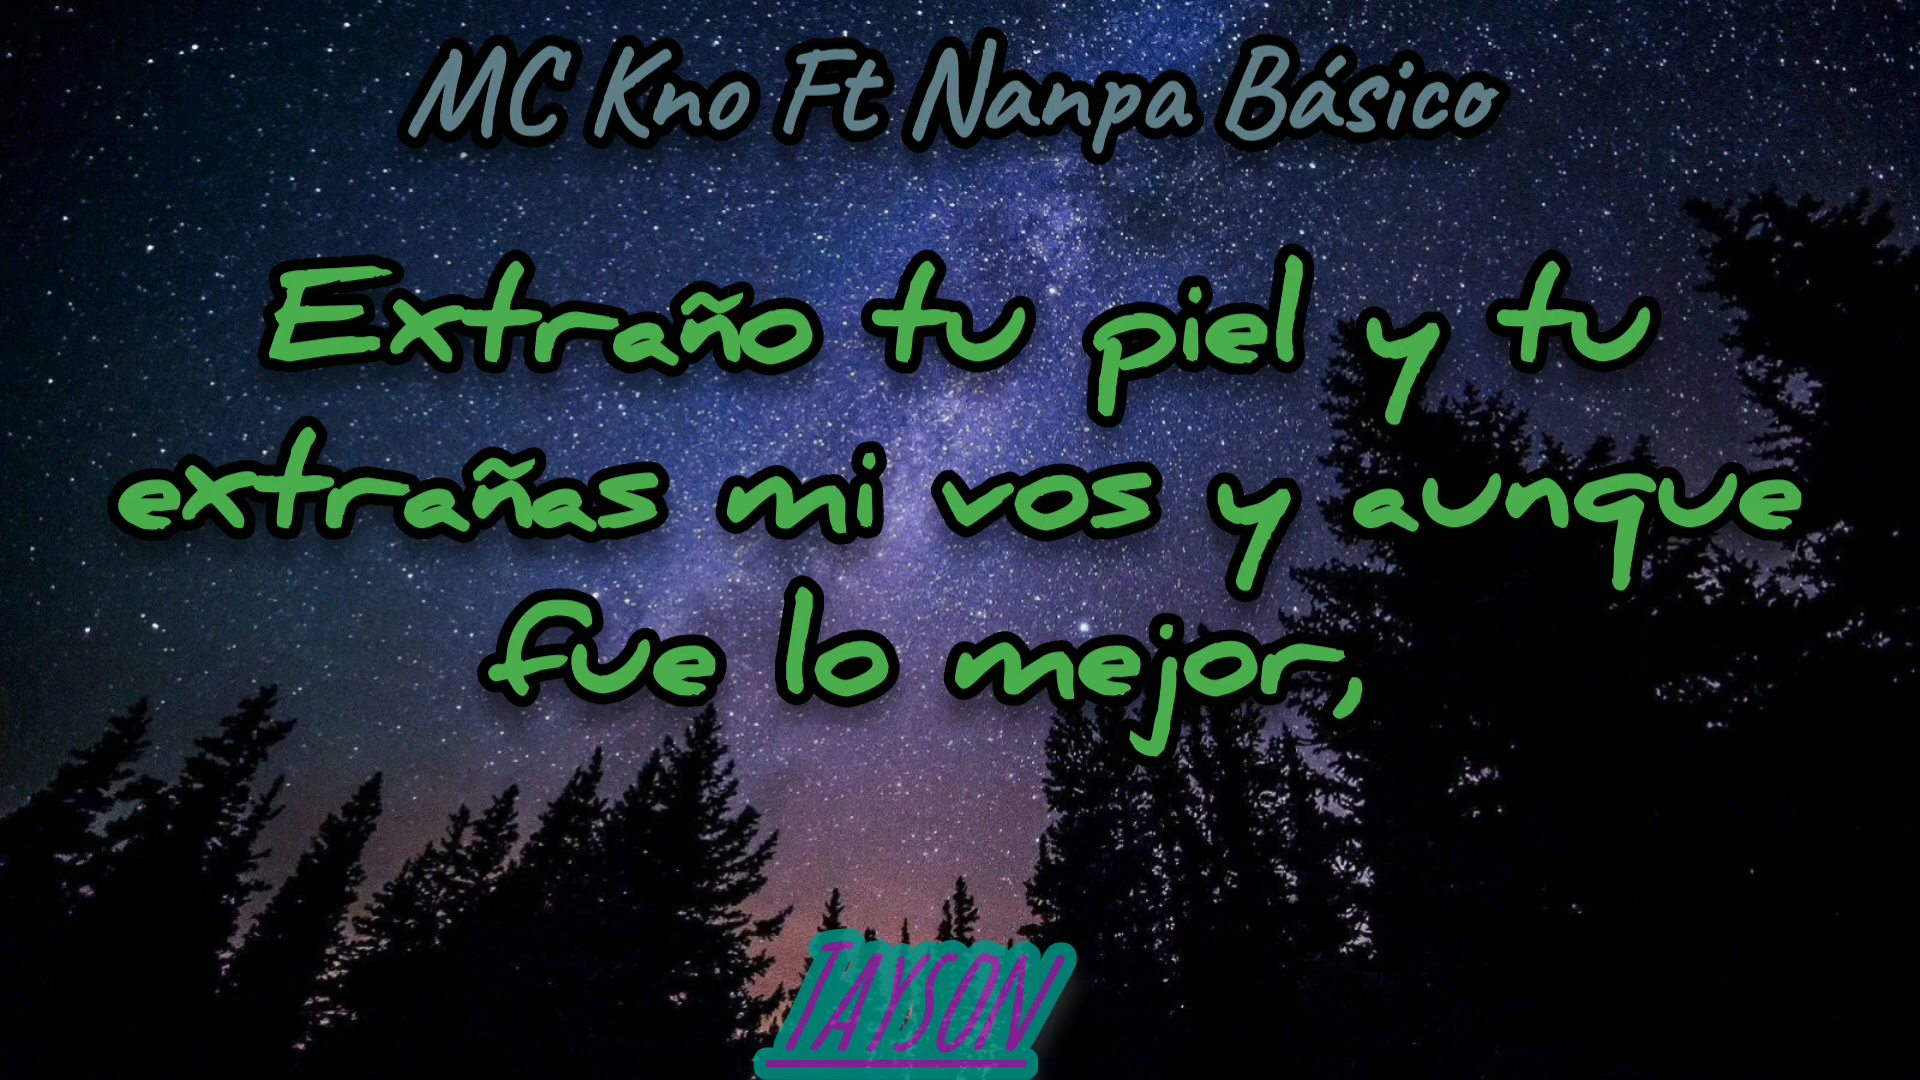 MC Kno Ft Nanpa Básico
Extraño tu piel y tu
extrañas mi vos y aunque
fue lo mejor,
TAYSON